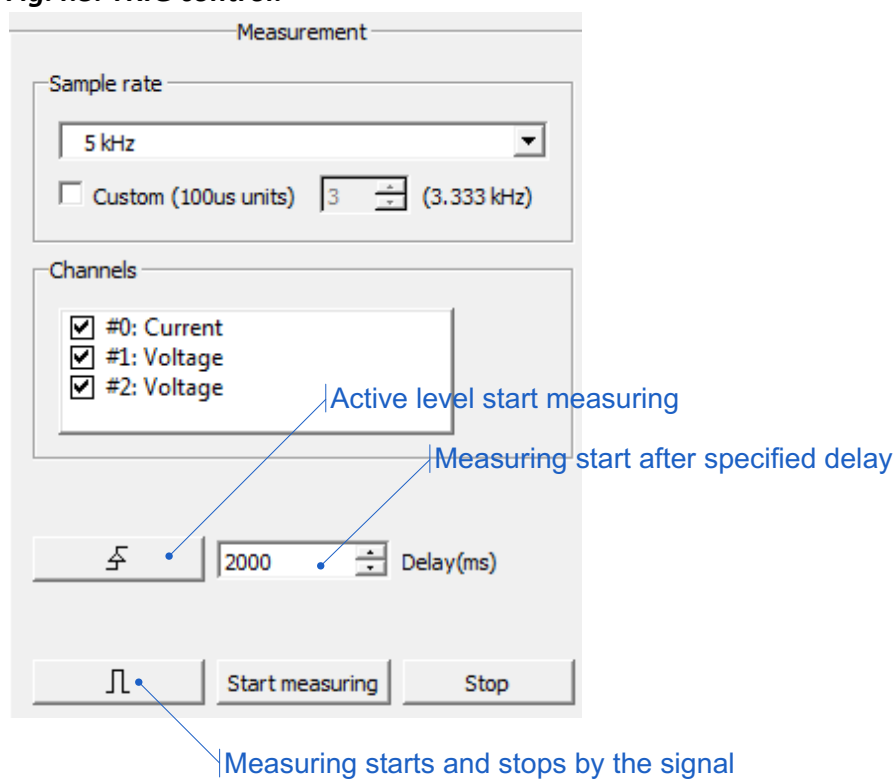 Measurement
Sample rate
5 kHz
Custom (100us units) 3 (3.333 kHz)
Channels
#0: Current
#1: Voltage
#2: Voltage
Active level start measuring
Measuring start after specified delay
2000 Delay(ms)
Start measuring Stop
Measuring starts and stops by the signal